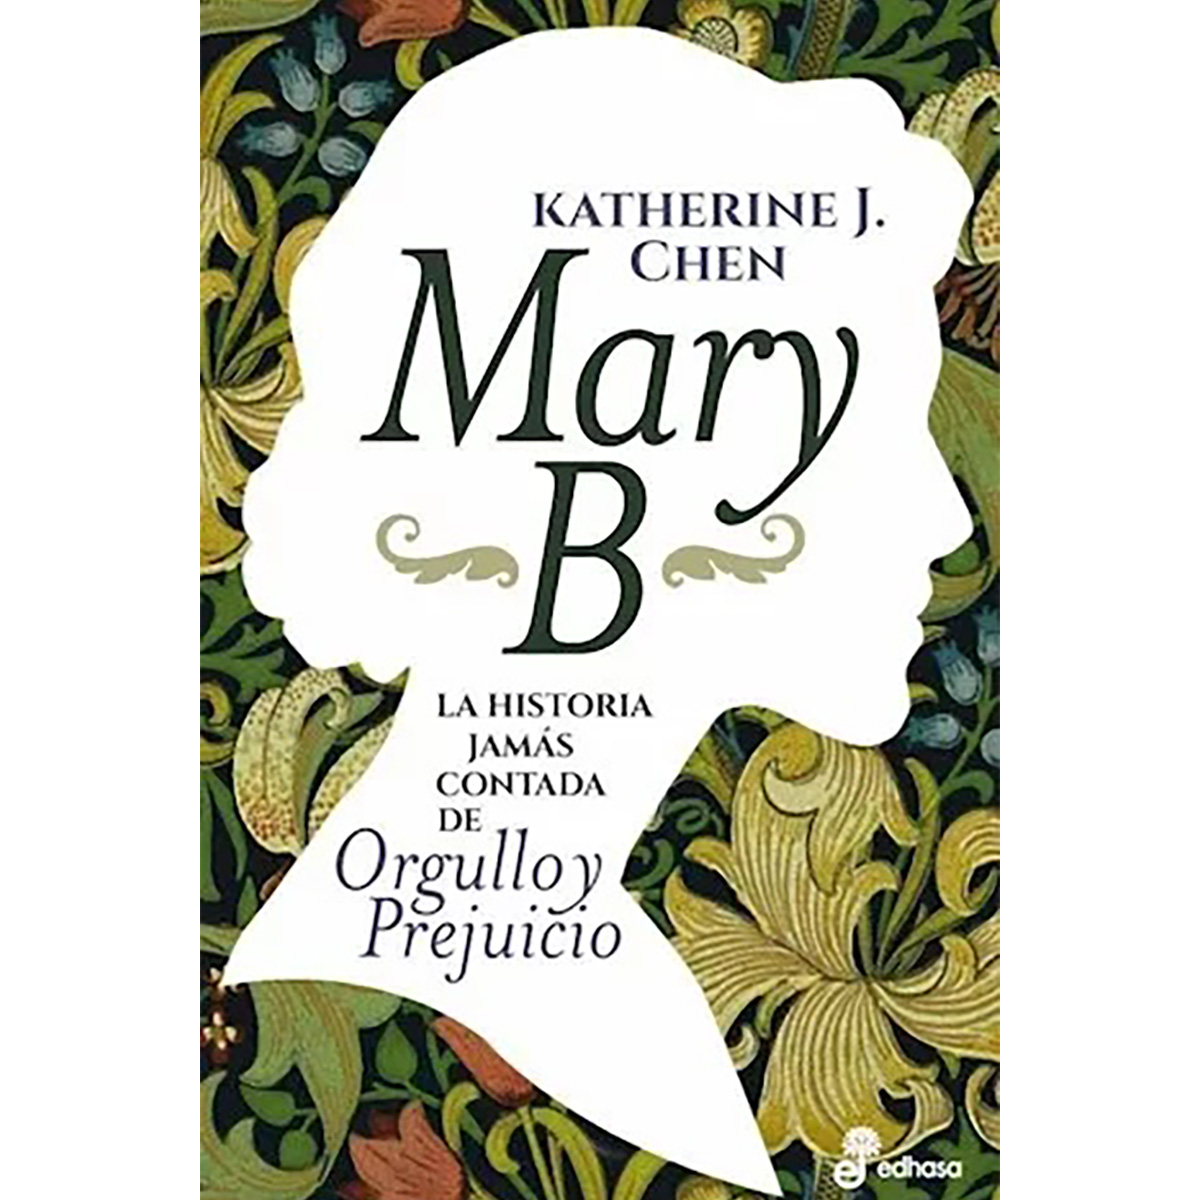 KATHERINE J.
CHEN
Mary
B
LA HISTORIA
JAMÁS
CONTADA
DE
Orgullo y
Prejuicio
edhasa